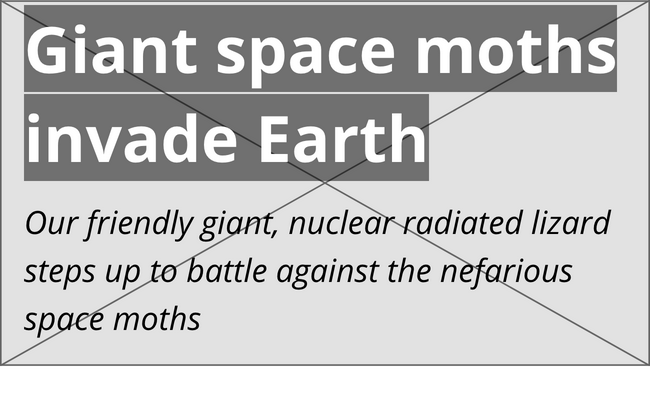 Giant space moths
invade Earth
Our friendly giant, nuclear radiated lizard
steps up to battle against the nefarious
space moths